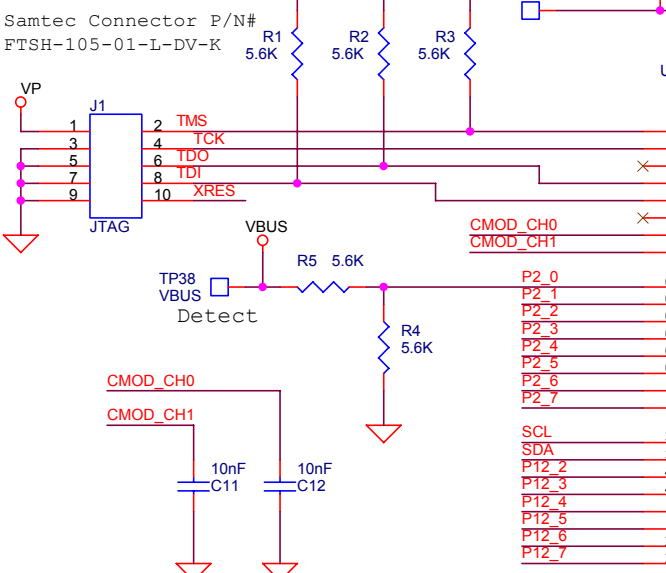 Samtec Connector P/N#
FTSH-105-01-L-DV-K
R1
5.6K
R2
5.6K
R3
5.6K
VP
J1
1
2
TMS
3
4
TCK
5
6
TDO
7
8
TDI
9
10
XRES
JTAG
VBUS
CMOD_CH0
CMOD_CH1
R5 5.6K
TP38
VBUS
Detect
R4
5.6K
P2_0
P2_1
P2_2
P2_3
P2_4
P2_5
P2_6
P2_7
CMOD_CH0
CMOD_CH1
10nF
C11
10nF
C12
SCL
SDA
P12_2
P12_3
P12_4
P12_5
P12_6
P12_7